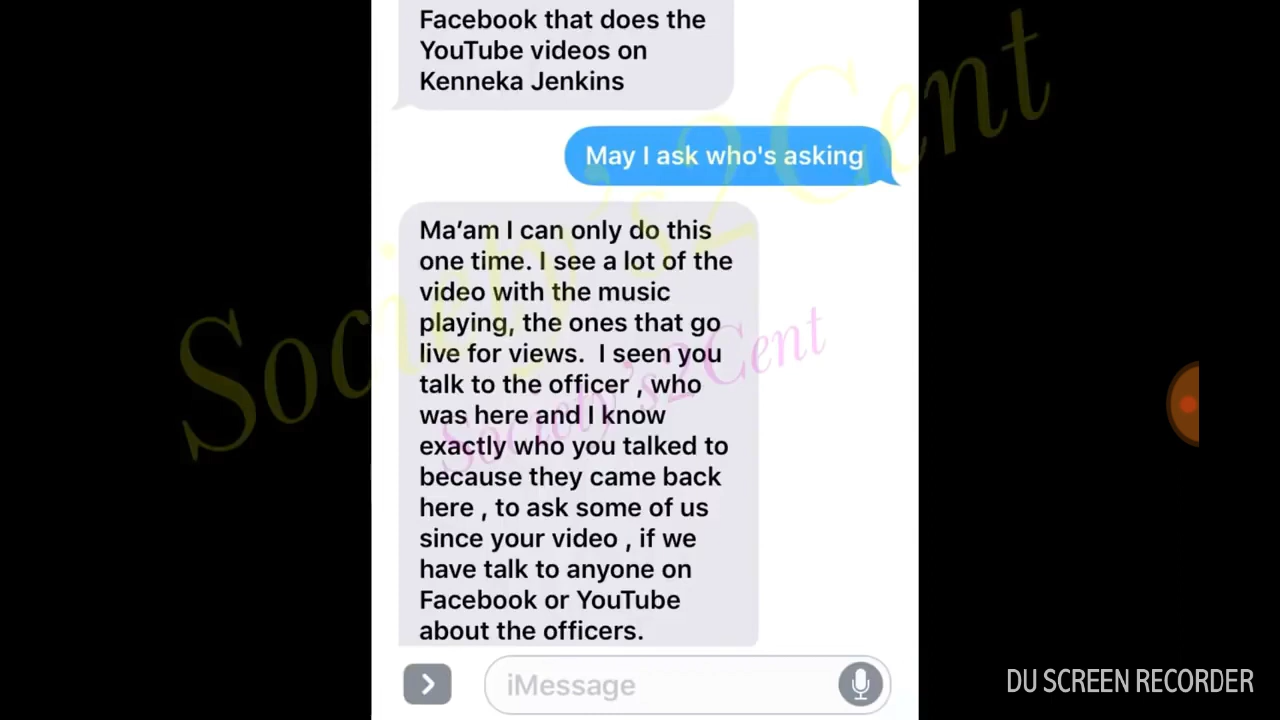 Facebook that does the
YouTube videos on
Kenneka Jenkins
May I ask who's asking
Ma’am I can only do this
one time. I see a lot of the
video with the music
playing, the ones that go
live for views.  I seen you
talk to the officer , who
was here and I know
exactly who you talked to
because they came back
here , to ask some of us
since your video , if we
have talk to anyone on
Facebook or YouTube
about the officers.
iMessage
Society's2Cent
Society's2Cent
DU SCREEN RECORDER